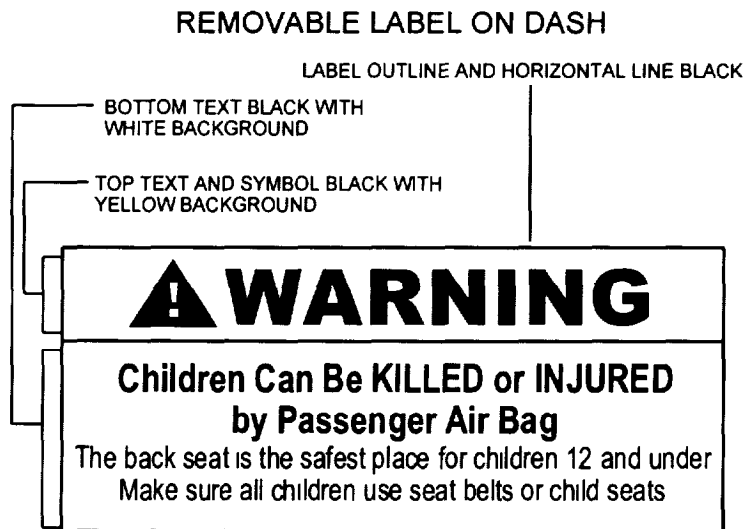 REMOVABLE LABEL ON DASH
LABEL OUTLINE AND HORIZONTAL LINE BLACK
BOTTOM TEXT BLACK WITH
WHITE BACKGROUND
TOP TEXT AND SYMBOL BLACK WITH
YELLOW BACKGROUND
! WARNING
Children Can Be KILLED or INJURED
by Passenger Air Bag
The back seat is the safest place for children 12 and under
Make sure all children use seat belts or child seats